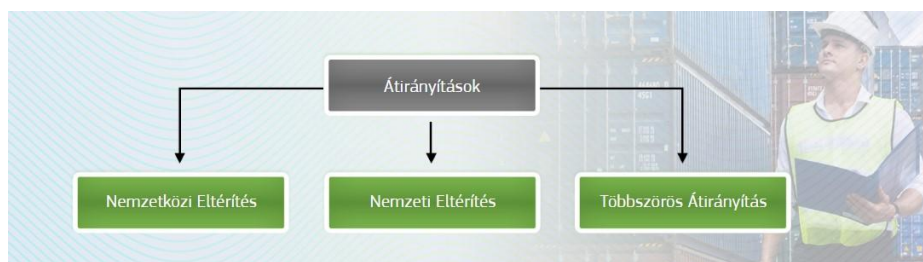 Átirányítások
Nemzetközi Eltérítés
Nemzeti Eltérítés
Többszörös Átirányítás